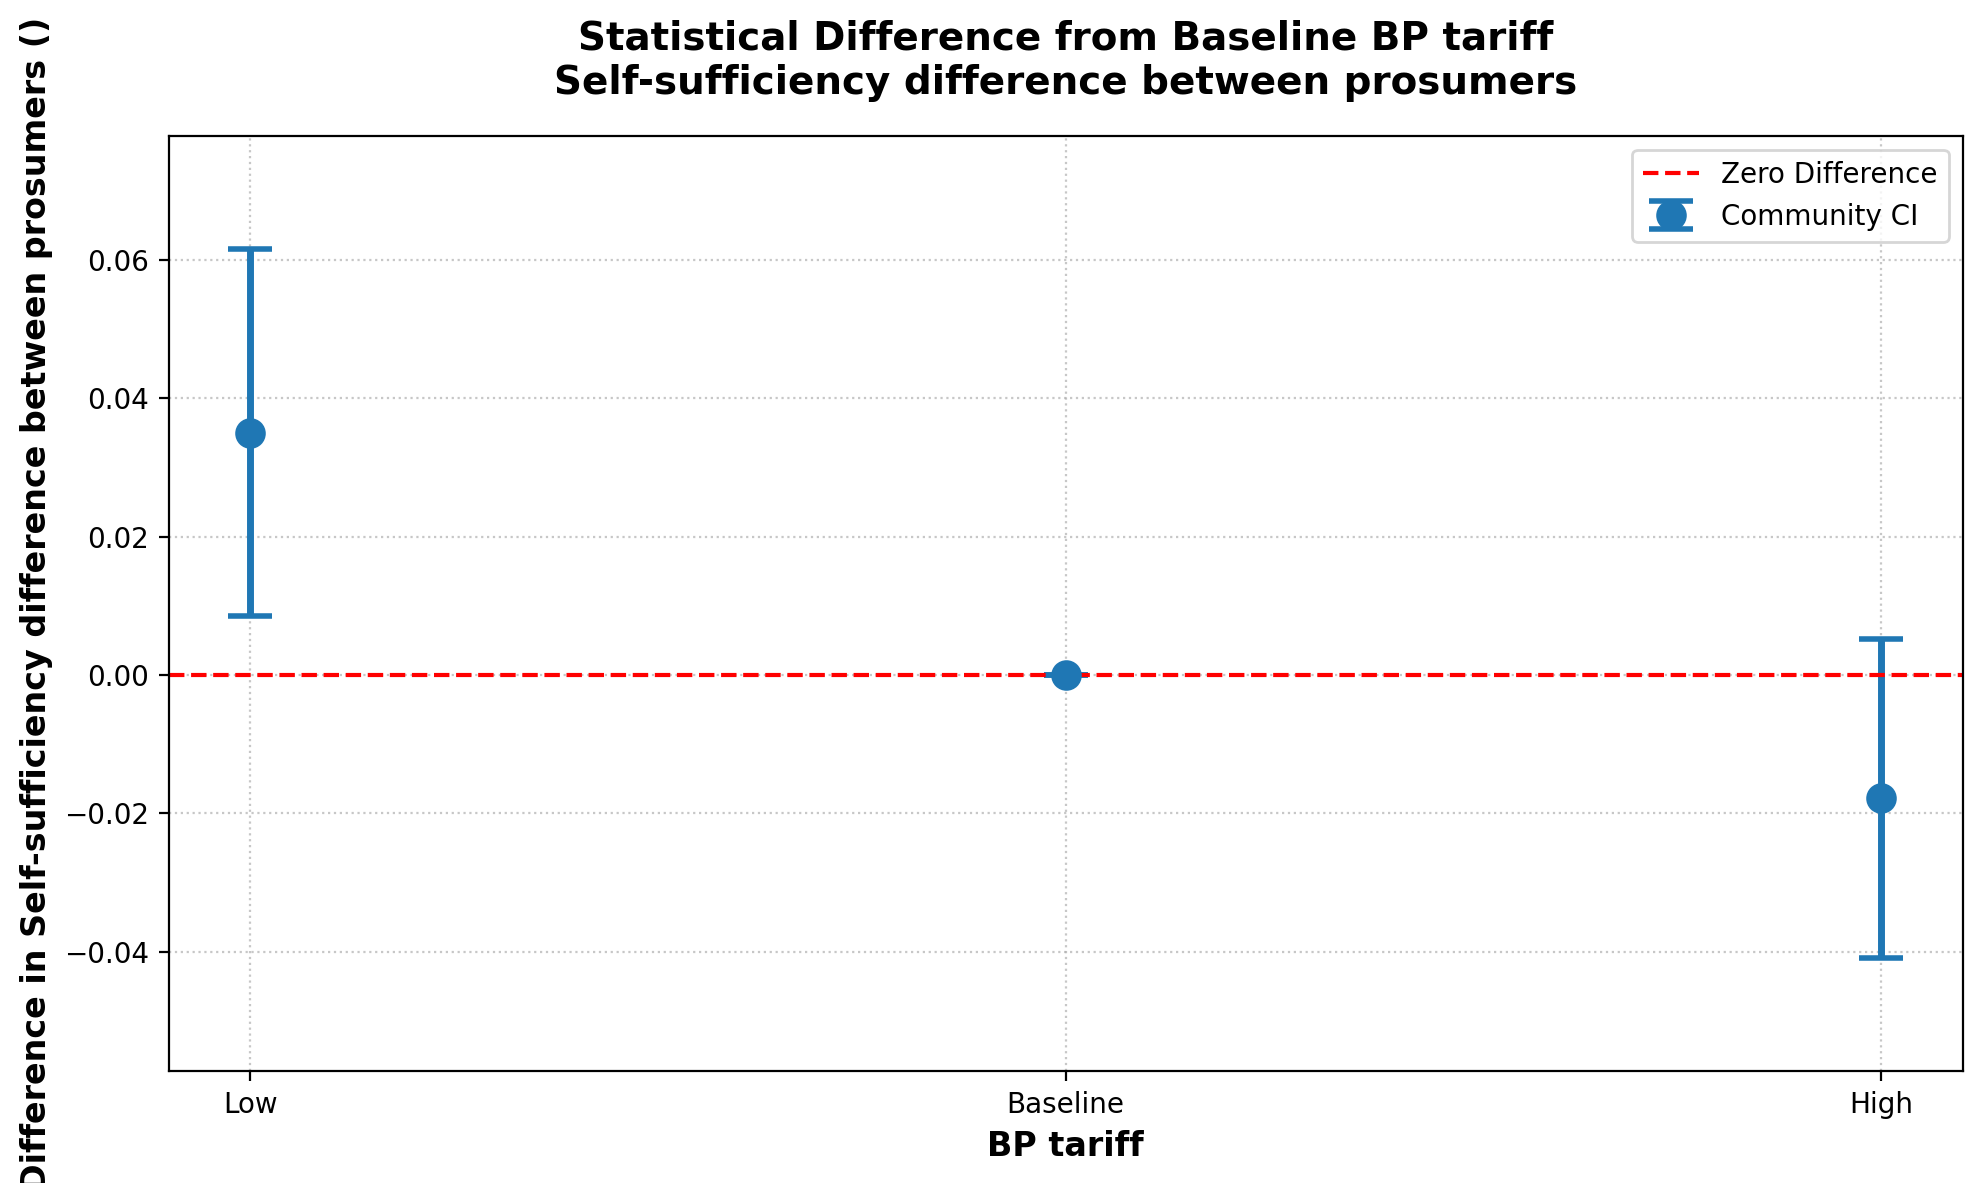 Statistical Difference from Baseline BP tariff
Self-sufficiency difference between prosumers
Difference in Self-sufficiency difference between prosumers ()
Zero Difference
Community CI
0.06
0.04
0.02
0.00
−0.02
−0.04
Low
Baseline
High
BP tariff